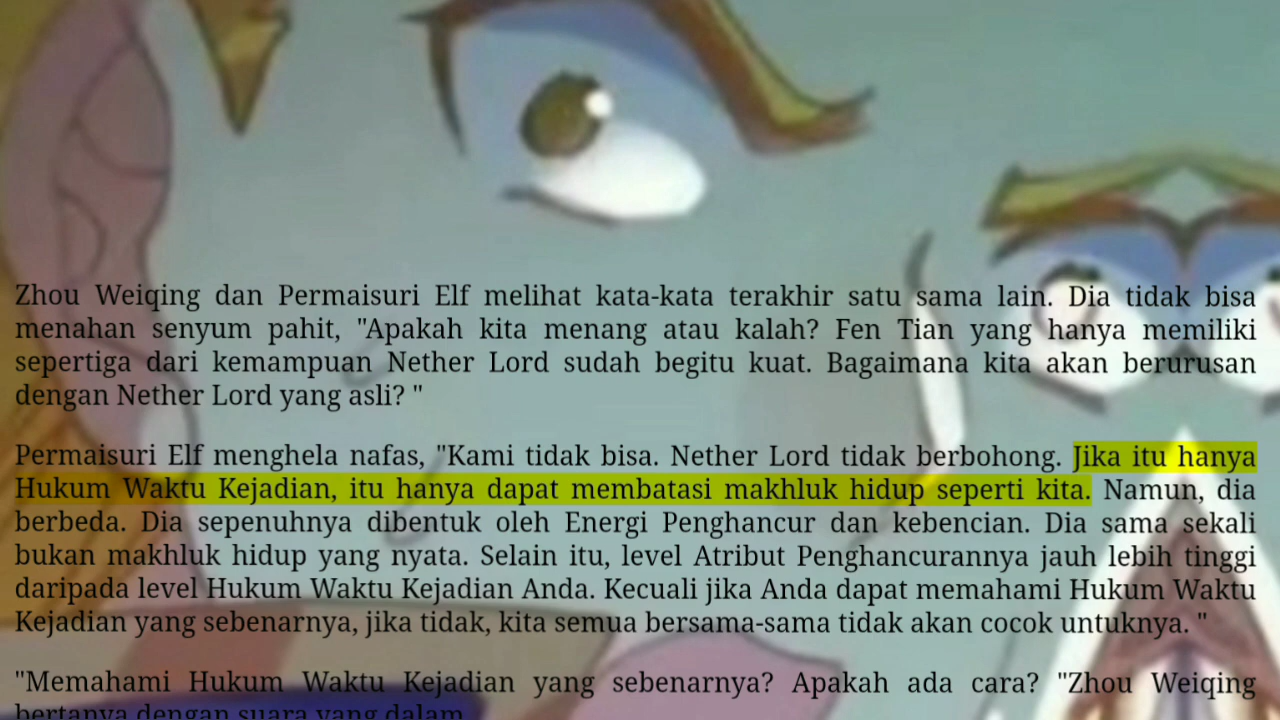 Zhou Weiqing dan Permaisuri Elf melihat kata-kata terakhir satu sama lain. Dia tidak bisa
menahan senyum pahit, "Apakah kita menang atau kalah? Fen Tian yang hanya memiliki
sepertiga dari kemampuan Nether Lord sudah begitu kuat. Bagaimana kita akan berurusan
dengan Nether Lord yang asli? "
Permaisuri Elf menghela nafas, "Kami tidak bisa. Nether Lord tidak berbohong. Jika itu hanya
Hukum Waktu Kejadian, itu hanya dapat membatasi makhluk hidup seperti kita. Namun, dia
berbeda. Dia sepenuhnya dibentuk oleh Energi Penghancur dan kebencian. Dia sama sekali
bukan makhluk hidup yang nyata. Selain itu, level Atribut Penghancurannya jauh lebih tinggi
daripada level Hukum Waktu Kejadian Anda. Kecuali jika Anda dapat memahami Hukum Waktu
Kejadian yang sebenarnya, jika tidak, kita semua bersama-sama tidak akan cocok untuknya. "
"Memahami Hukum Waktu Kejadian yang sebenarnya? Apakah ada cara? "Zhou Weiqing
bertanya dengan suara yang dalam.